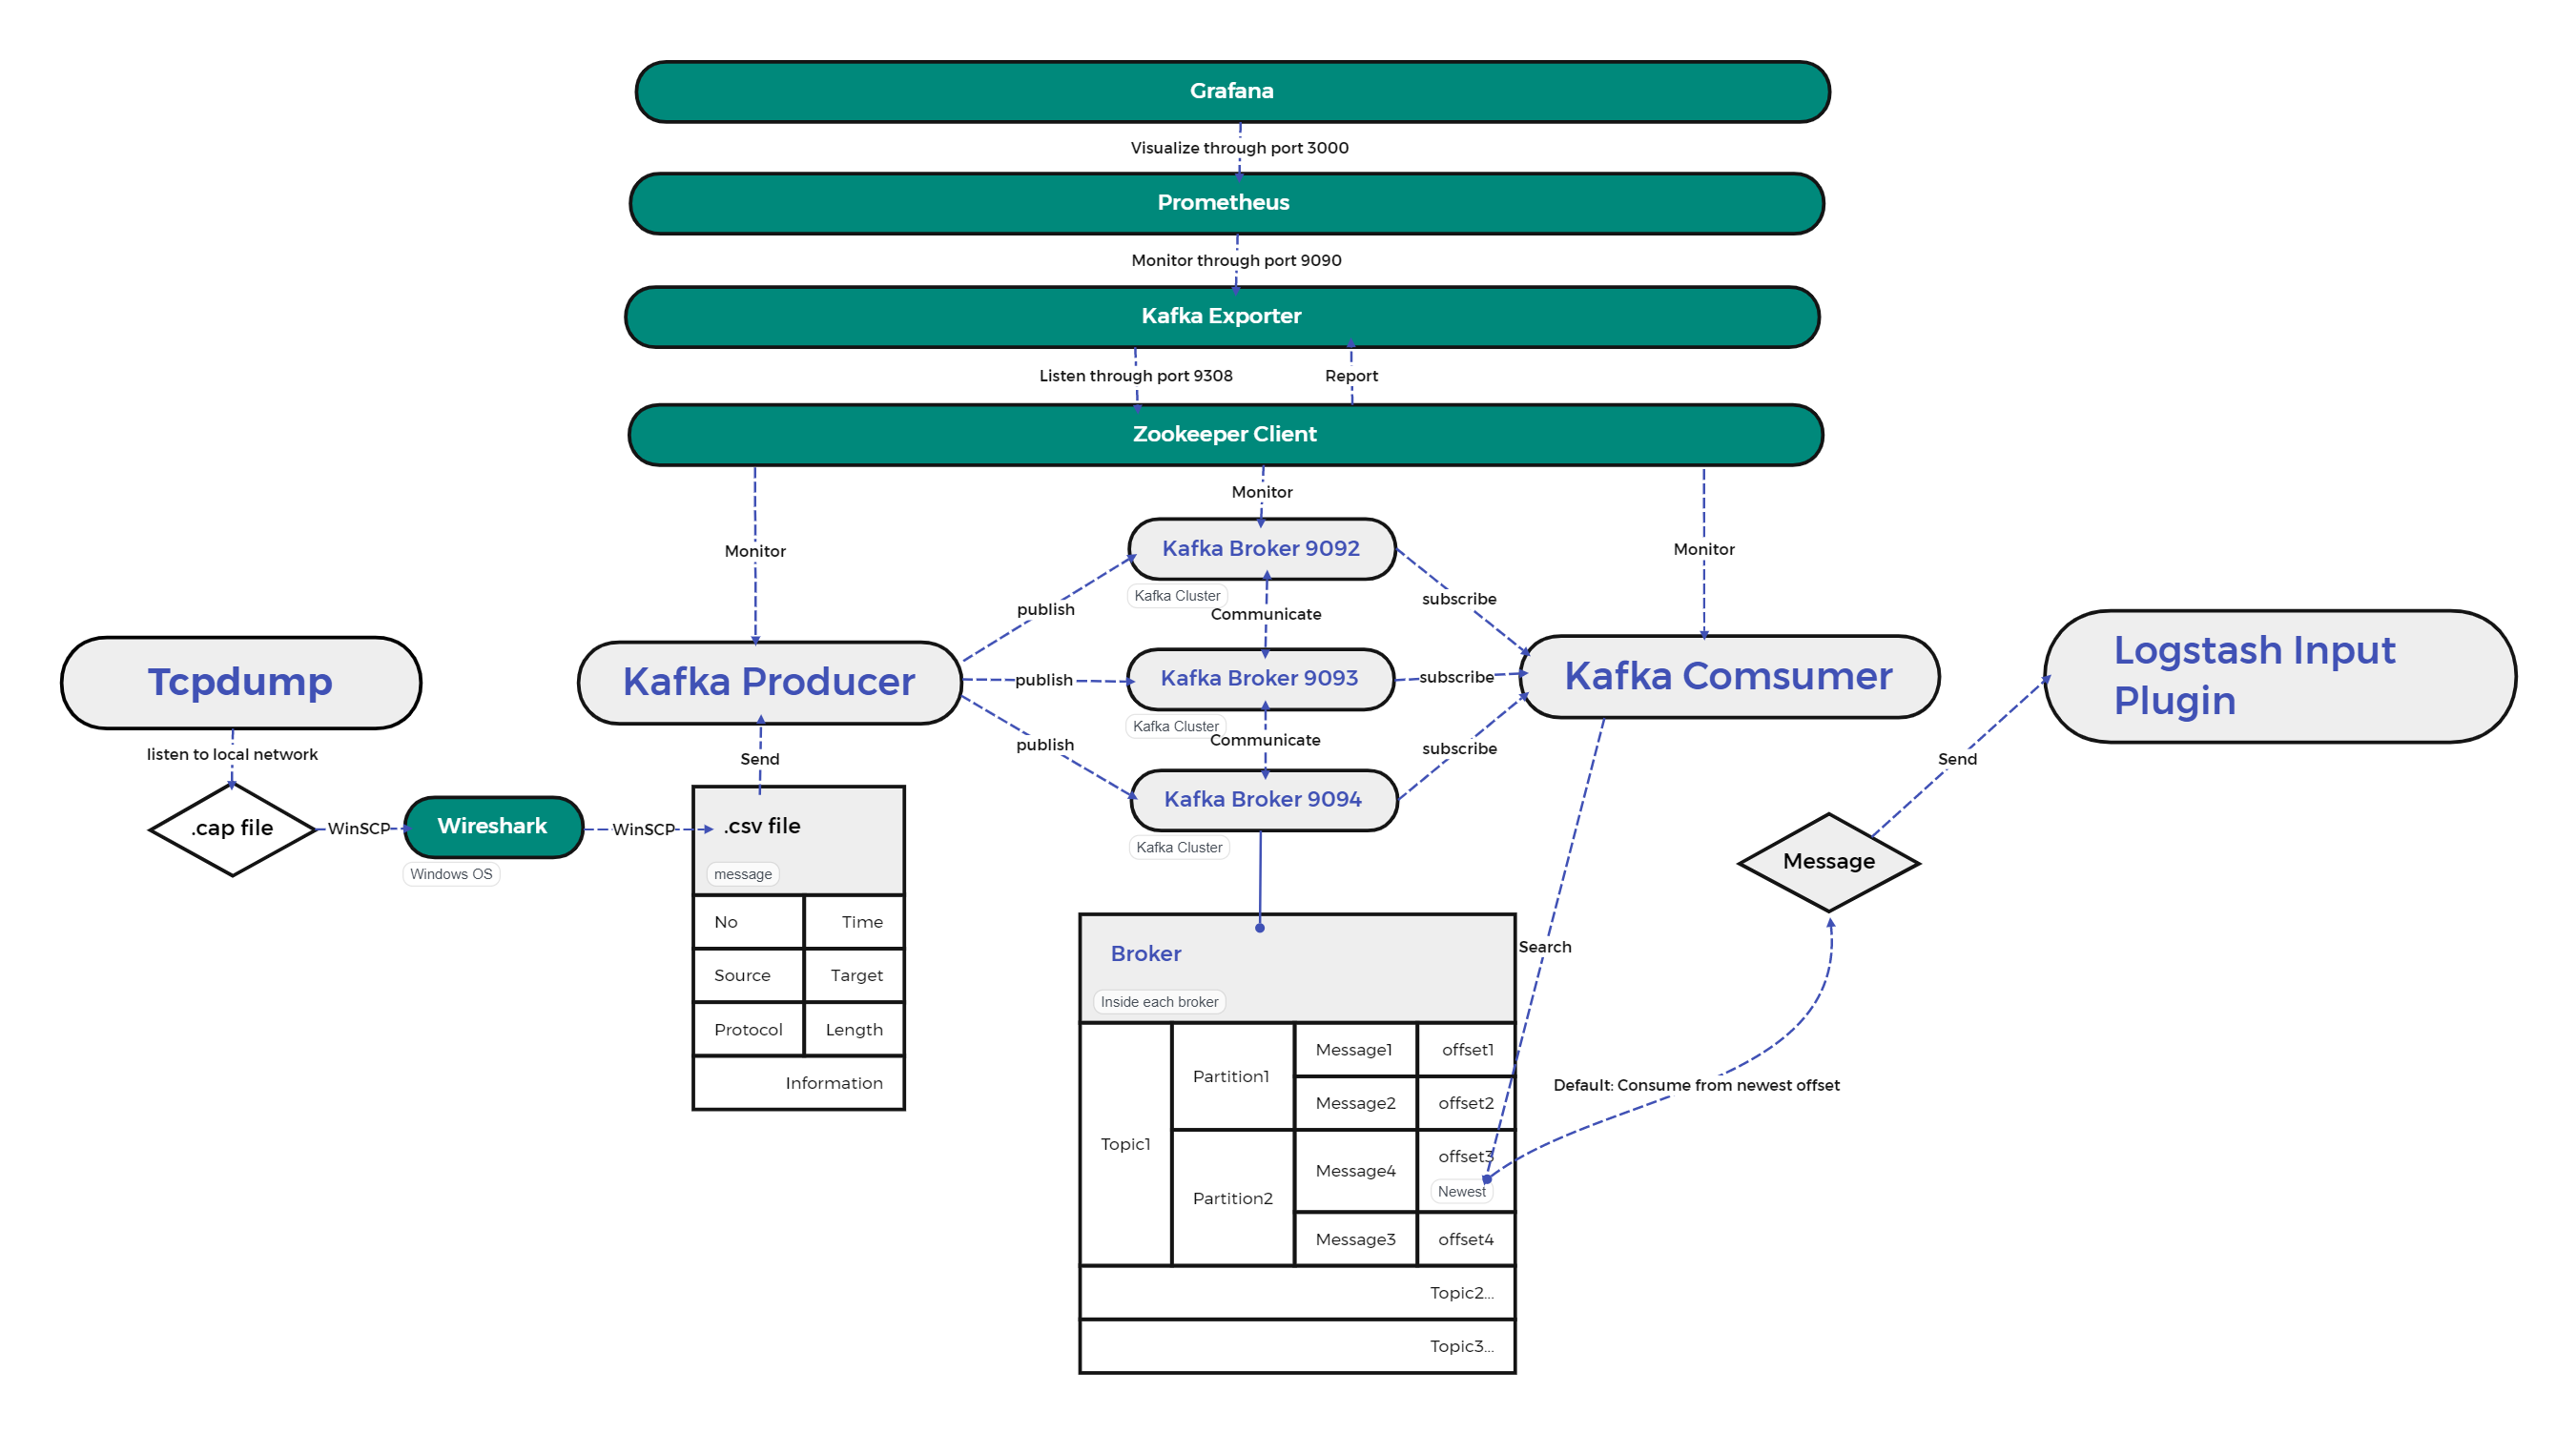 Grafana
Visualize through port 3000
Prometheus
Monitor through port 9090
Kafka Exporter
Listen through port 9308
Report
Zookeeper Client
Monitor
Monitor
Monitor
Kafka Broker 9092
Kafka Cluster
publish
Communicate
subscribe
Tcpdump
Kafka Producer
publish
Kafka Broker 9093
Kafka Cluster
subscribe
Kafka Comsumer
Logstash Input
Plugin
listen to local network
Send
publish
Communicate
subscribe
Send
.cap file
WinSCP
Wireshark
Windows OS
WinSCP
.csv file
message
No
Time
Source
Target
Protocol
Length
Information
Kafka Broker 9094
Kafka Cluster
Message
Search
Default: Consume from newest offset
Broker
Inside each broker
Topic1
Partition1
Message1
offset1
Message2
offset2
Partition2
Message4
offset3
Newest
Message3
offset4
Topic2...
Topic3...